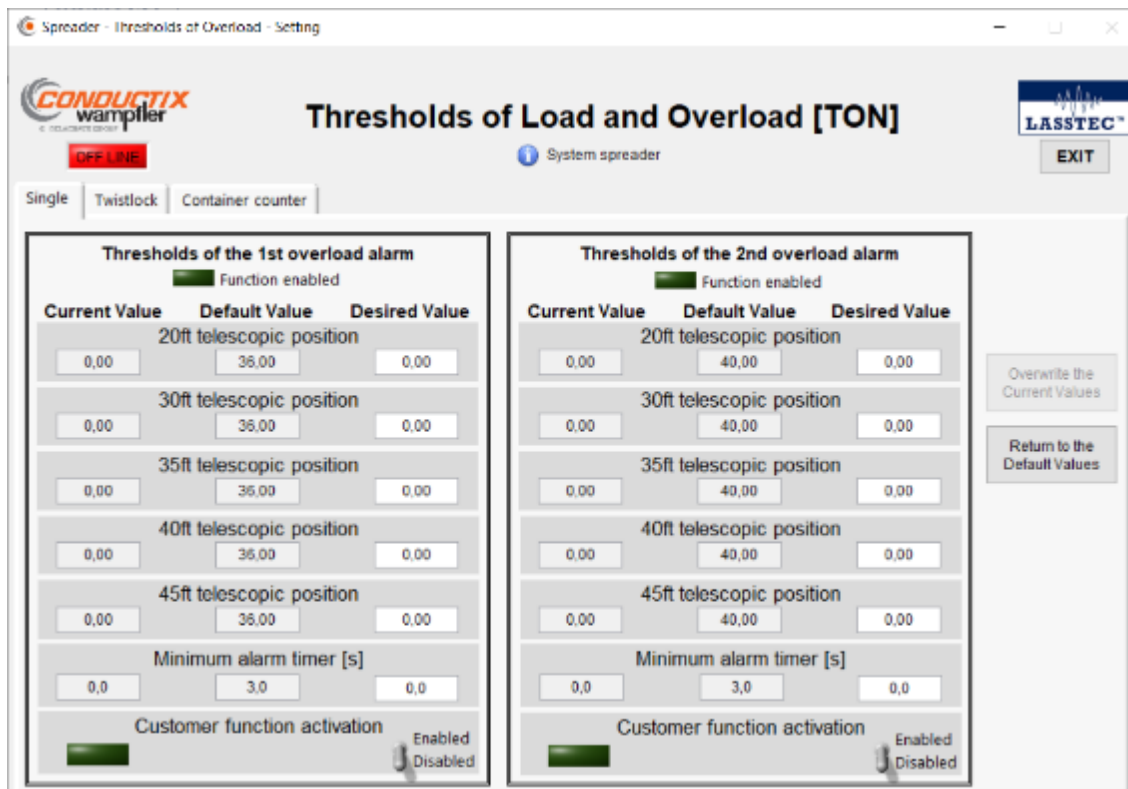 Spreader - Thresholds of Overload - Setting
CONDUCTIX
wampfler
Thresholds of Load and Overload [TON]
LASSTEC™
OFF LINE
System spreader
EXIT
Single Twistlock Container counter
Thresholds of the 1st overload alarm
Function enabled
Current Value Default Value Desired Value
20ft telescopic position
0,00 36,00 0,00
30ft telescopic position
0,00 36,00 0,00
35ft telescopic position
0,00 36,00 0,00
40ft telescopic position
0,00 36,00 0,00
45ft telescopic position
0,00 36,00 0,00
Minimum alarm timer [s]
0,0 3,0 0,0
Customer function activation
Enabled
Disabled
Thresholds of the 2nd overload alarm
Function enabled
Current Value Default Value Desired Value
20ft telescopic position
0,00 40,00 0,00
30ft telescopic position
0,00 40,00 0,00
35ft telescopic position
0,00 40,00 0,00
40ft telescopic position
0,00 40,00 0,00
45ft telescopic position
0,00 40,00 0,00
Minimum alarm timer [s]
0,0 3,0 0,0
Customer function activation
Enabled
Disabled
Overwrite the
Current Values
Return to the
Default Values